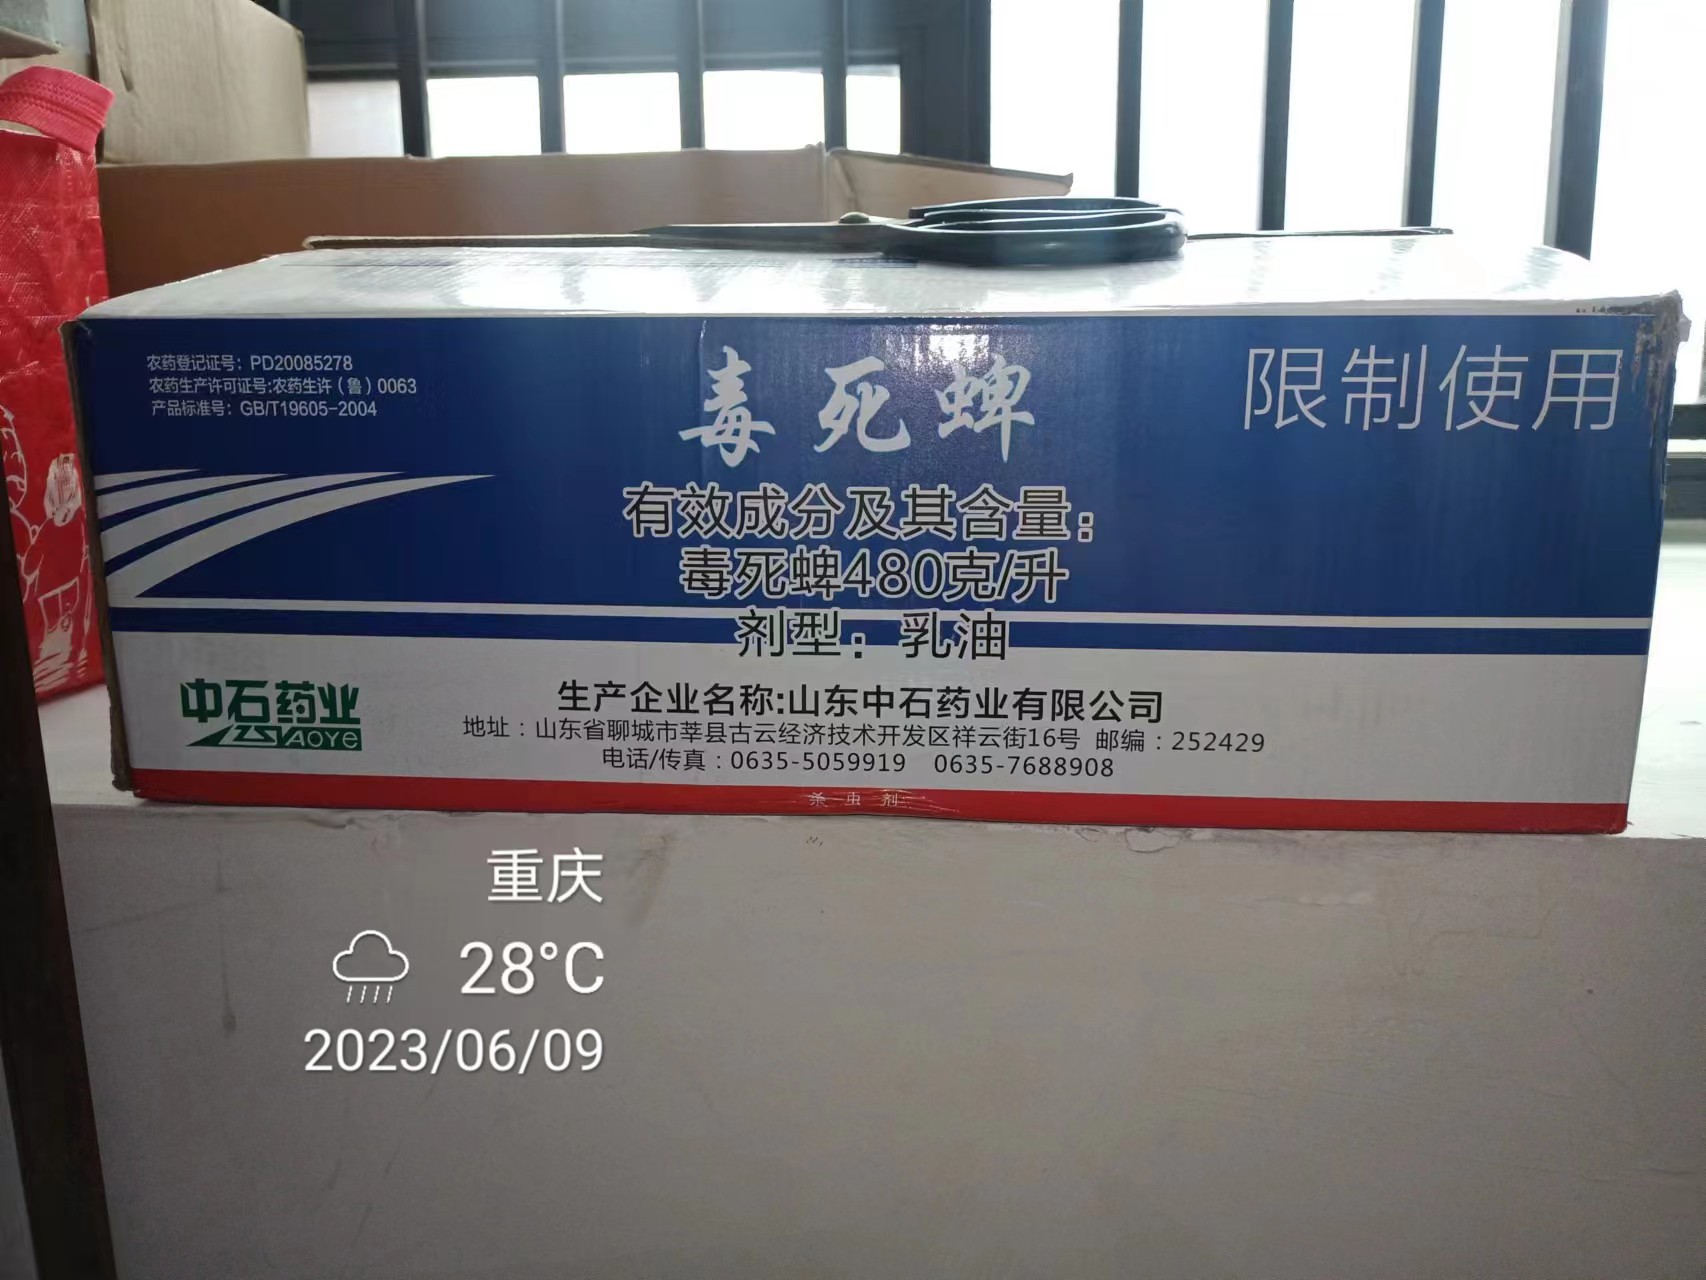 农药登记证号：PD20085278
农药生产许可证号:农药生许（鲁）0063
产品标准号：GB/T19605-2004
毒死蜱
限制使用
有效成分及其含量：
毒死蜱480克/升
剂型：乳油
中石药业
YAOYE
生产企业名称:山东中石药业有限公司
地址：山东省聊城市莘县古云经济技术开发区祥云街16号 邮编：252429
电话/传真：0635-5059919 0635-7688908
杀虫剂
重庆
28°C
2023/06/09